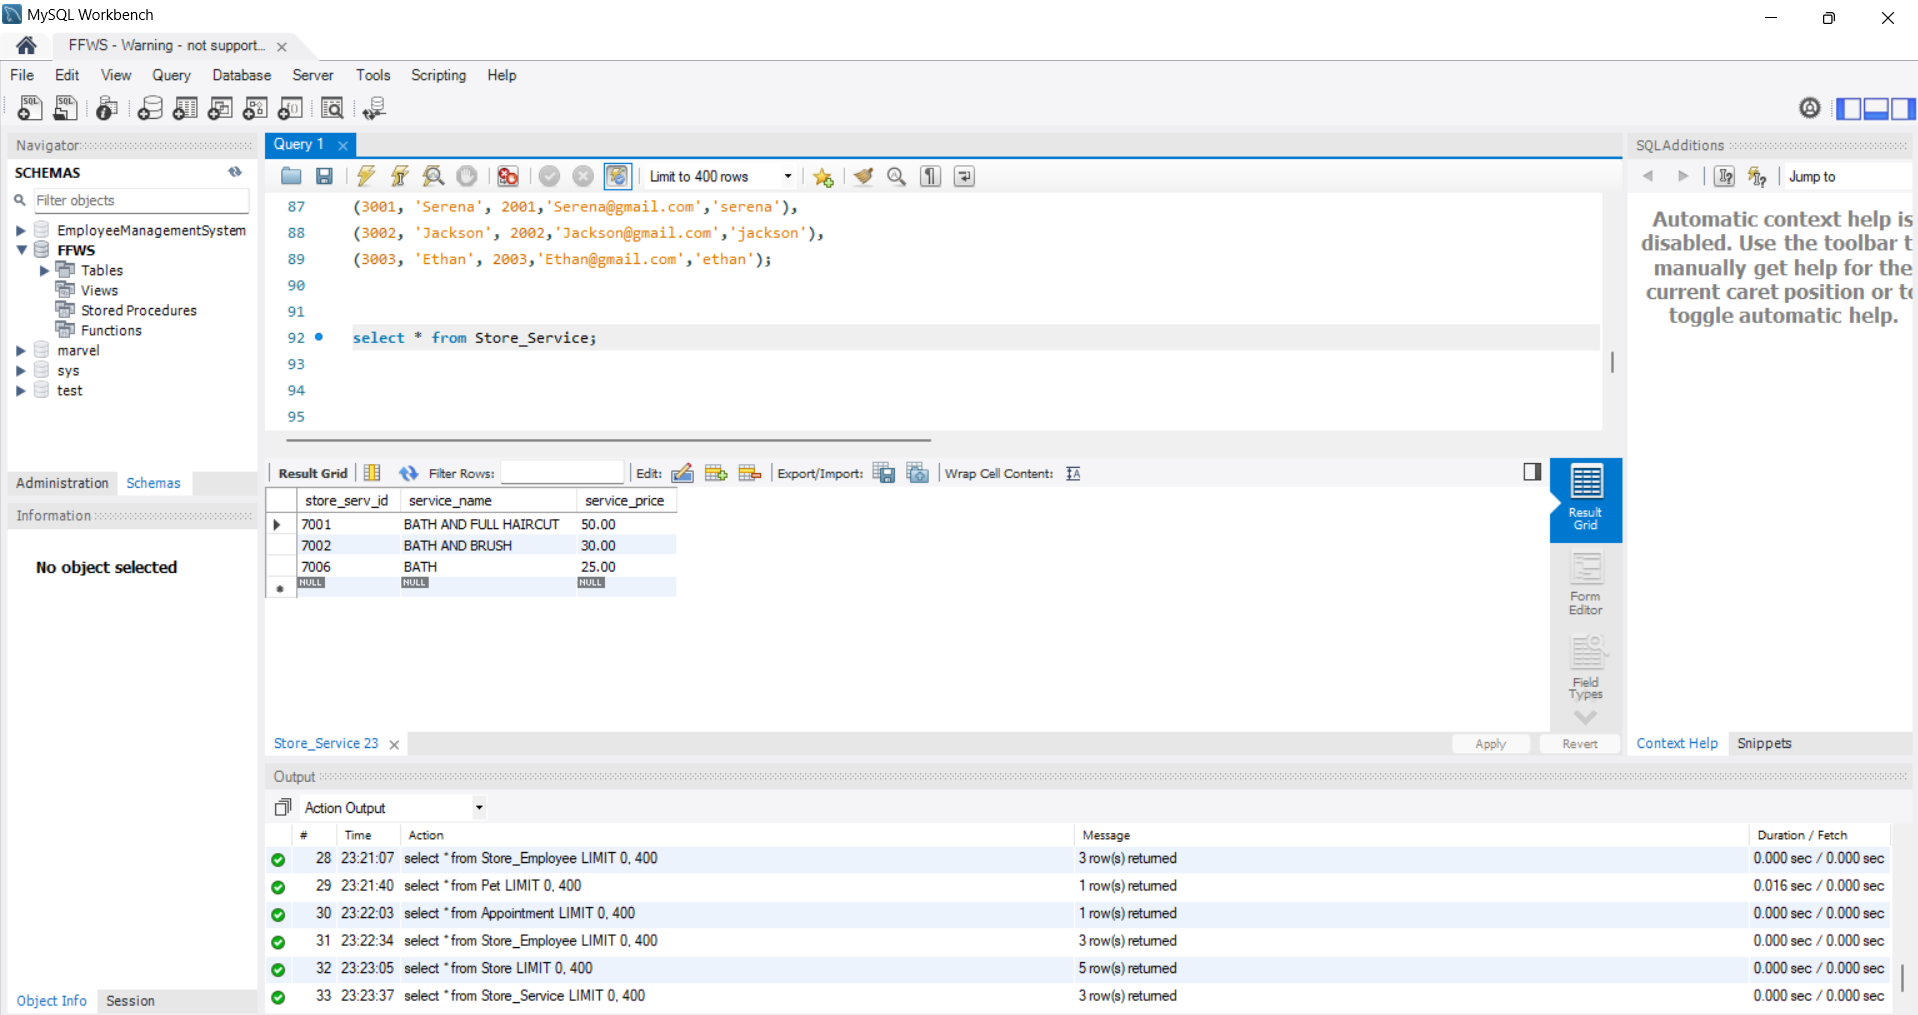 MySQL Workbench
FFWS - Warning - not support...
File Edit View Query Database Server Tools Scripting Help
SQL SQL
Navigator
SCHEMAS
Filter objects
EmployeeManagementSystem
FFWS
Tables
Views
Stored Procedures
Functions
marvel
sys
test
Administration Schemas
Information
No object selected
Object Info Session
Query 1
Limit to 400 rows
87 (3001, 'Serena', 2001,'Serena@gmail.com','serena'),
88 (3002, 'Jackson', 2002,'Jackson@gmail.com','jackson'),
89 (3003, 'Ethan', 2003,'Ethan@gmail.com','ethan');
90
91
92 select * from Store_Service;
93
94
95
Result Grid Filter Rows: Edit: Export/Import: Wrap Cell Content:
store_serv_id service_name service_price
7001 BATH AND FULL HAIRCUT 50.00
7002 BATH AND BRUSH 30.00
7006 BATH 25.00
NULL NULL NULL
Result
Grid
Form
Editor
Field
Types
Store_Service 23
Apply Revert
SQLAdditions
Jump to
Automatic context help is
disabled. Use the toolbar t
manually get help for the
current caret position or to
toggle automatic help.
Context Help Snippets
Output
Action Output
# Time Action Message Duration / Fetch
28 23:21:07 select * from Store_Employee LIMIT 0, 400 3 row(s) returned 0.000 sec / 0.000 sec
29 23:21:40 select * from Pet LIMIT 0, 400 1 row(s) returned 0.016 sec / 0.000 sec
30 23:22:03 select * from Appointment LIMIT 0, 400 1 row(s) returned 0.000 sec / 0.000 sec
31 23:22:34 select * from Store_Employee LIMIT 0, 400 3 row(s) returned 0.000 sec / 0.000 sec
32 23:23:05 select * from Store LIMIT 0, 400 5 row(s) returned 0.000 sec / 0.000 sec
33 23:23:37 select * from Store_Service LIMIT 0, 400 3 row(s) returned 0.000 sec / 0.000 sec